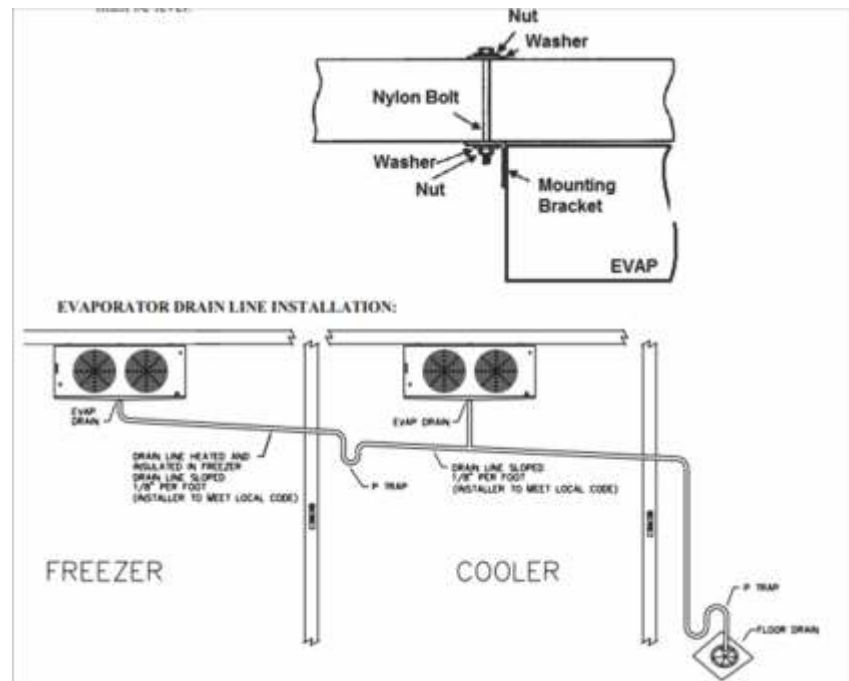 Nut
Washer
Nylon Bolt
Washer
Nut
Mounting
Bracket
EVAP
EVAPORATOR DRAIN LINE INSTALLATION:
EVAP
DRAIN
EVAP DRAIN
DRAIN LINE HEATED AND
INSULATED IN FREEZER
DRAIN LINE SLOPED
1/8" PER FOOT
(INSTALLER TO MEET LOCAL CODE)
P TRAP
DRAIN LINE SLOPED
1/8" PER FOOT
(INSTALLER TO MEET LOCAL CODE)
FREEZER
COOLER
P TRAP
FLOOR DRAIN